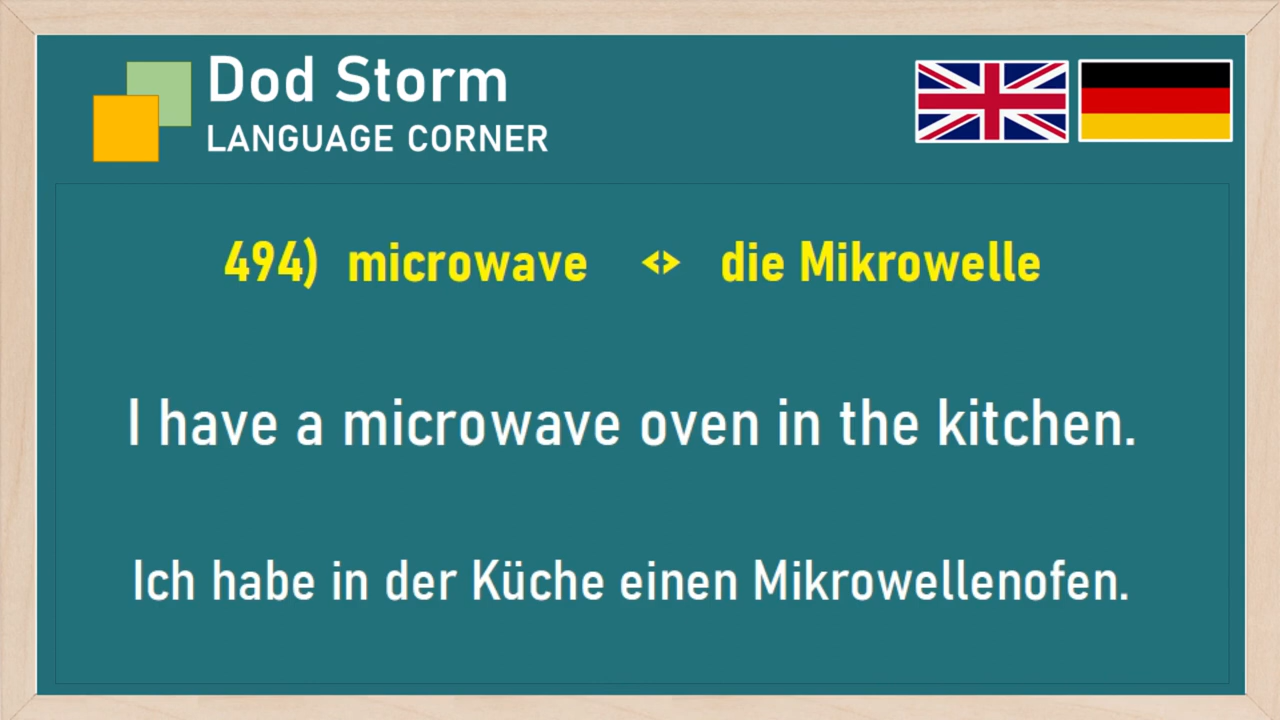 Dod Storm
LANGUAGE CORNER
494) microwave <> die Mikrowelle
I have a microwave oven in the kitchen.
Ich habe in der Küche einen Mikrowellenofen.